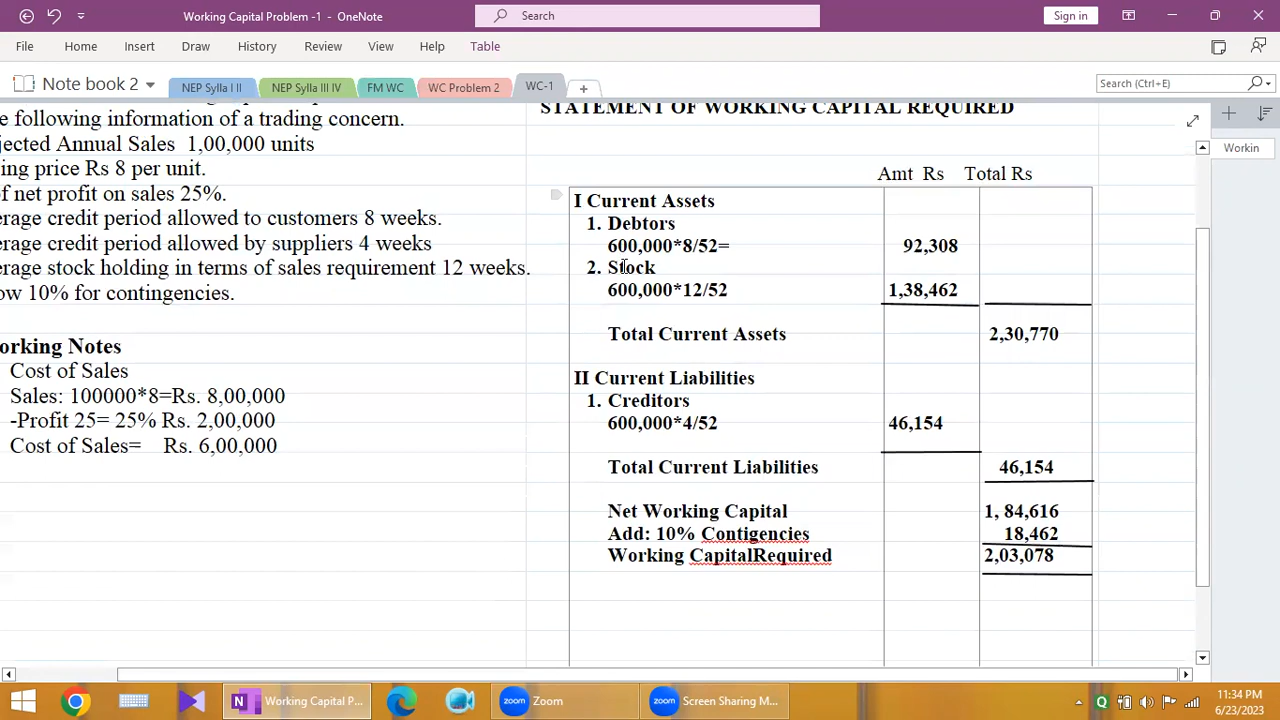 Working Capital Problem -1 - OneNote
Search
Sign in
File Home Insert Draw History Review View Help Table
Note book 2
NEP Sylla I II
NEP Sylla III IV
FM WC
WC Problem 2
WC-1
Search (Ctrl+E)
Workin
e following information of a trading concern.
jected Annual Sales 1,00,000 units
ing price Rs 8 per unit.
of net profit on sales 25%.
erage credit period allowed to customers 8 weeks.
erage credit period allowed by suppliers 4 weeks
erage stock holding in terms of sales requirement 12 weeks.
ow 10% for contingencies.
orking Notes
Cost of Sales
Sales: 100000*8=Rs. 8,00,000
-Profit 25= 25% Rs. 2,00,000
Cost of Sales= Rs. 6,00,000
STATEMENT OF WORKING CAPITAL REQUIRED
Amt Rs Total Rs
I Current Assets
1. Debtors
600,000*8/52= 92,308
2. Stock
600,000*12/52 1,38,462
Total Current Assets 2,30,770
II Current Liabilities
1. Creditors
600,000*4/52 46,154
Total Current Liabilities 46,154
Net Working Capital 1, 84,616
Add: 10% Contigencies 18,462
Working CapitalRequired 2,03,078
Working Capital P...
Zoom
Screen Sharing M...
11:34 PM
6/23/2023